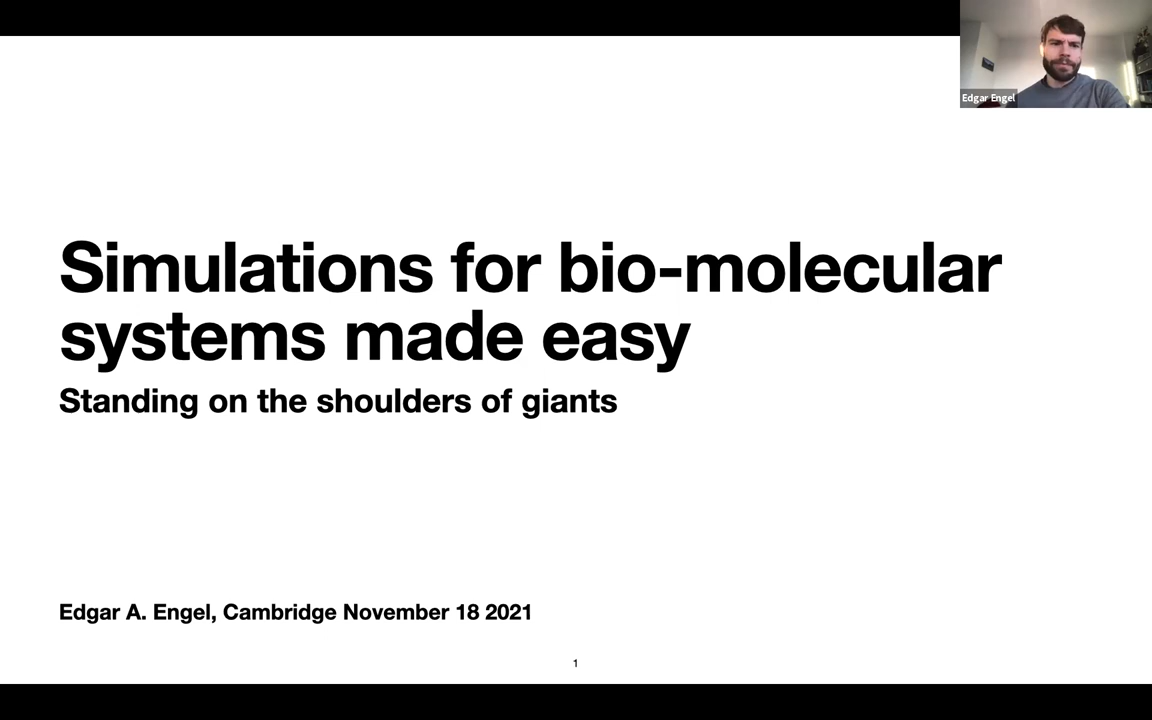 Edgar Engel
Simulations for bio-molecular
systems made easy
Standing on the shoulders of giants
Edgar A. Engel, Cambridge November 18 2021
1